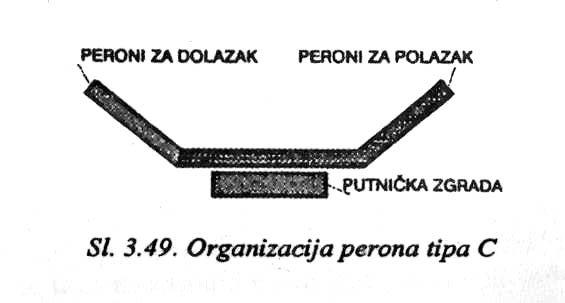 PERONI ZA DOLAZAK
PERONI ZA POLAZAK
PUTNIČKA ZGRADA
Sl. 3.49. Organizacija perona tipa C